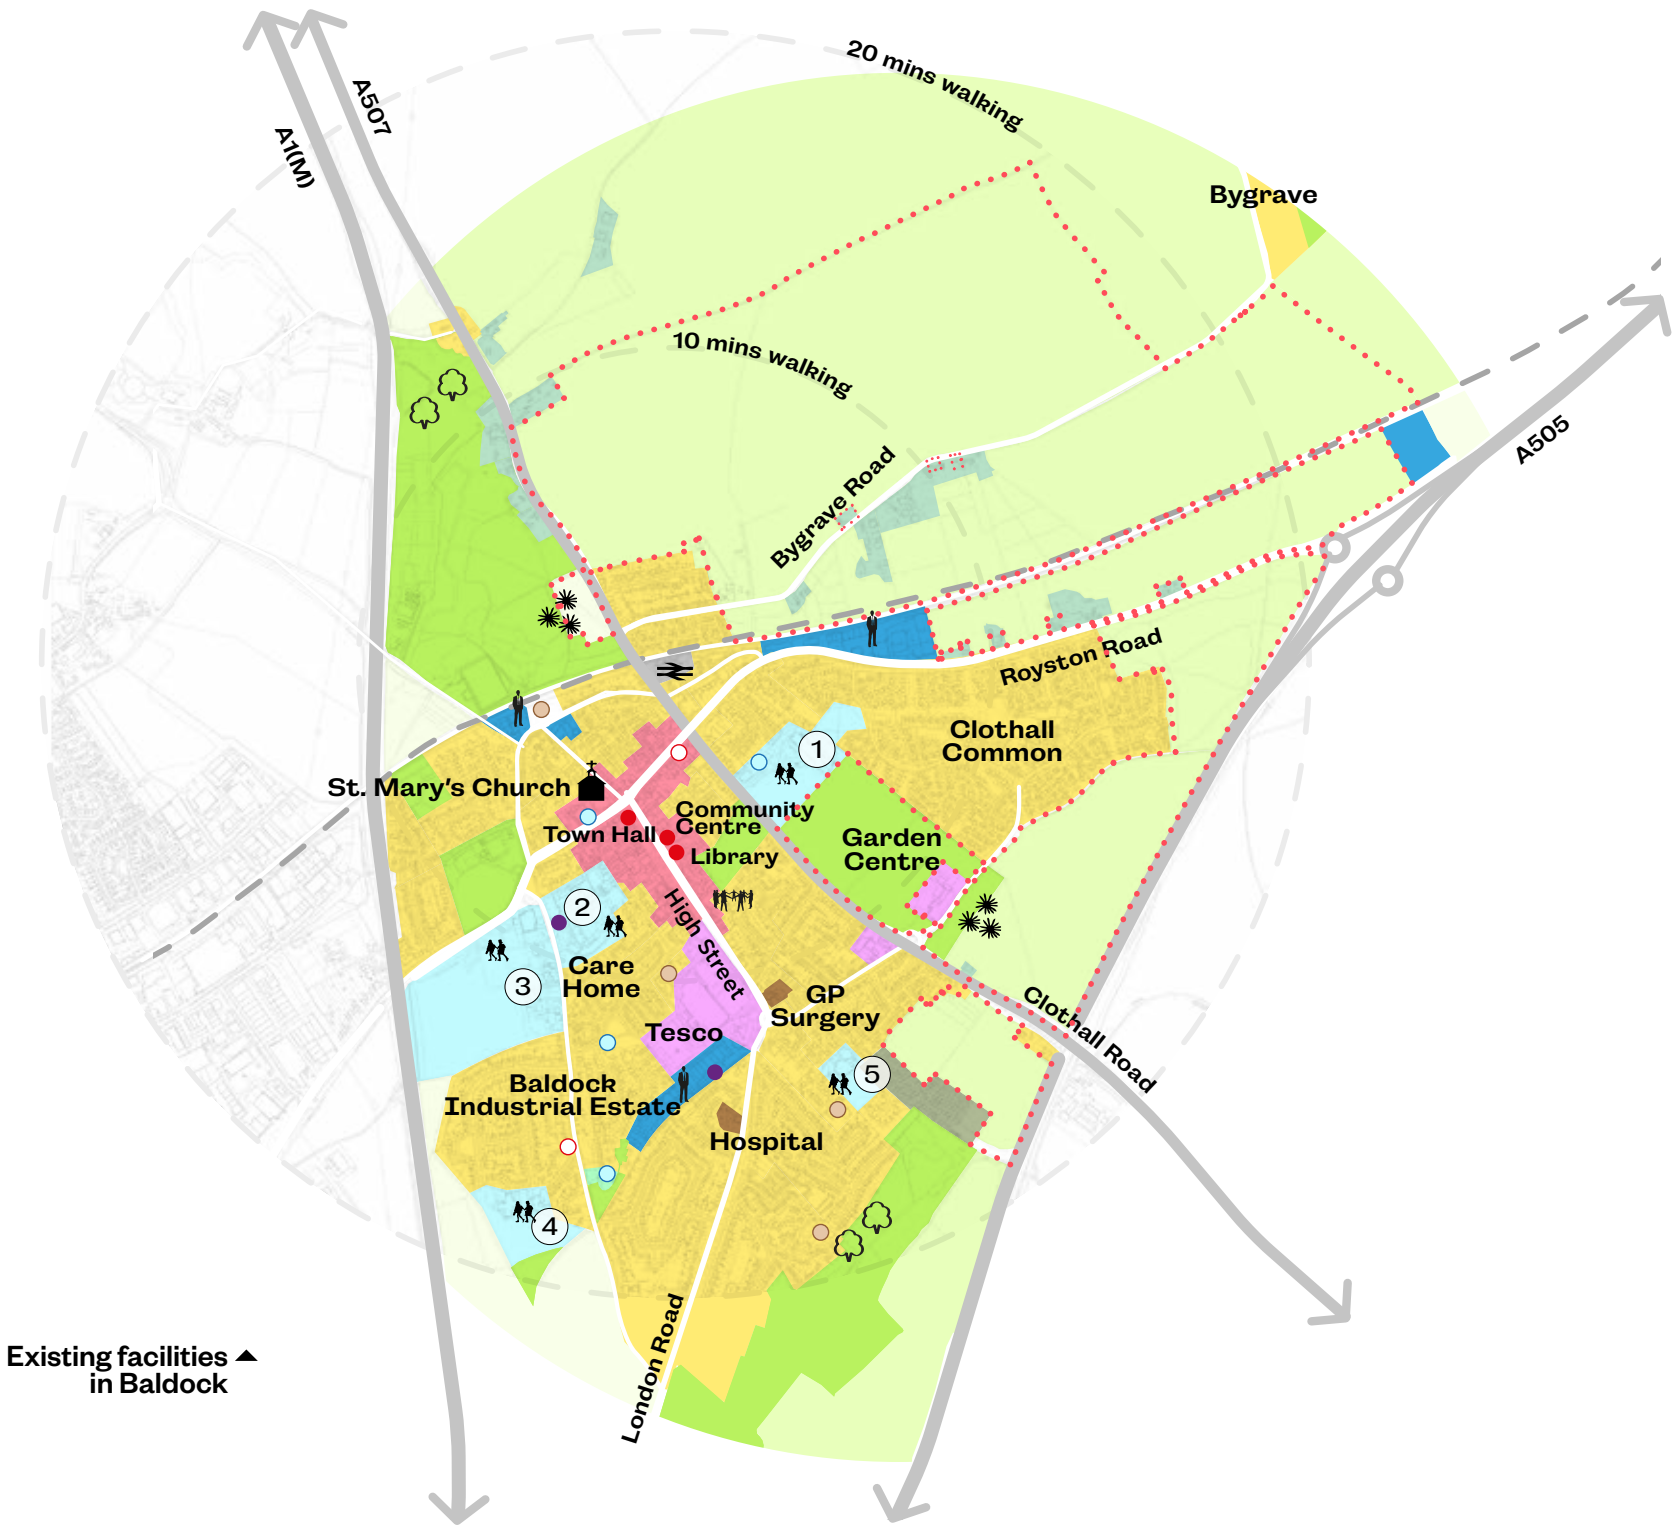 20 mins walking
A507
A1(M)
Bygrave
10 mins walking
A505
Bygrave Road
Royston Road
Clothall
Common
1
St. Mary's Church
Community
Centre
Town Hall
Library
Garden
Centre
High Street
2
3
Care
Home
GP
Surgery
Clothall Road
Tesco
5
Baldock
Industrial Estate
Hospital
4
London Road
Existing facilities
in Baldock